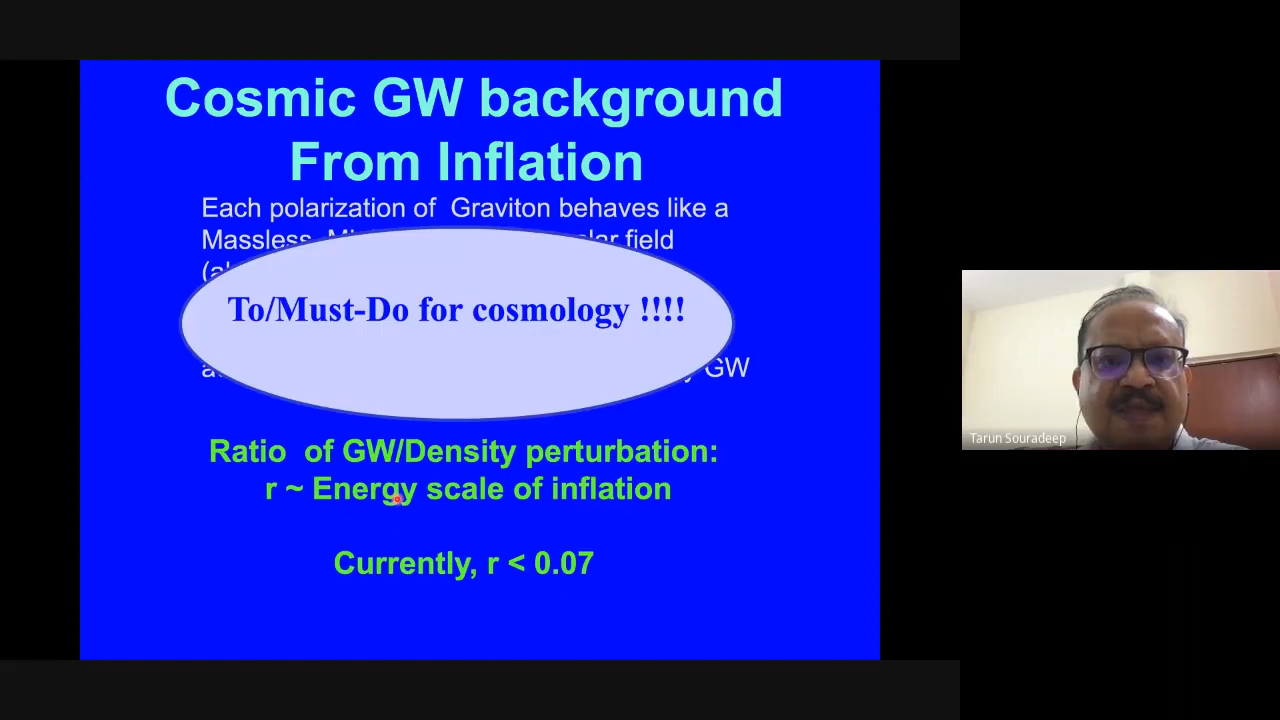 Cosmic GW background
From Inflation
Each polarization of Graviton behaves like a
Massless field
To/Must-Do for cosmology !!!!
GW
Ratio of GW/Density perturbation:
r ~ Energy scale of inflation
Currently, r < 0.07
Tarun Souradeep